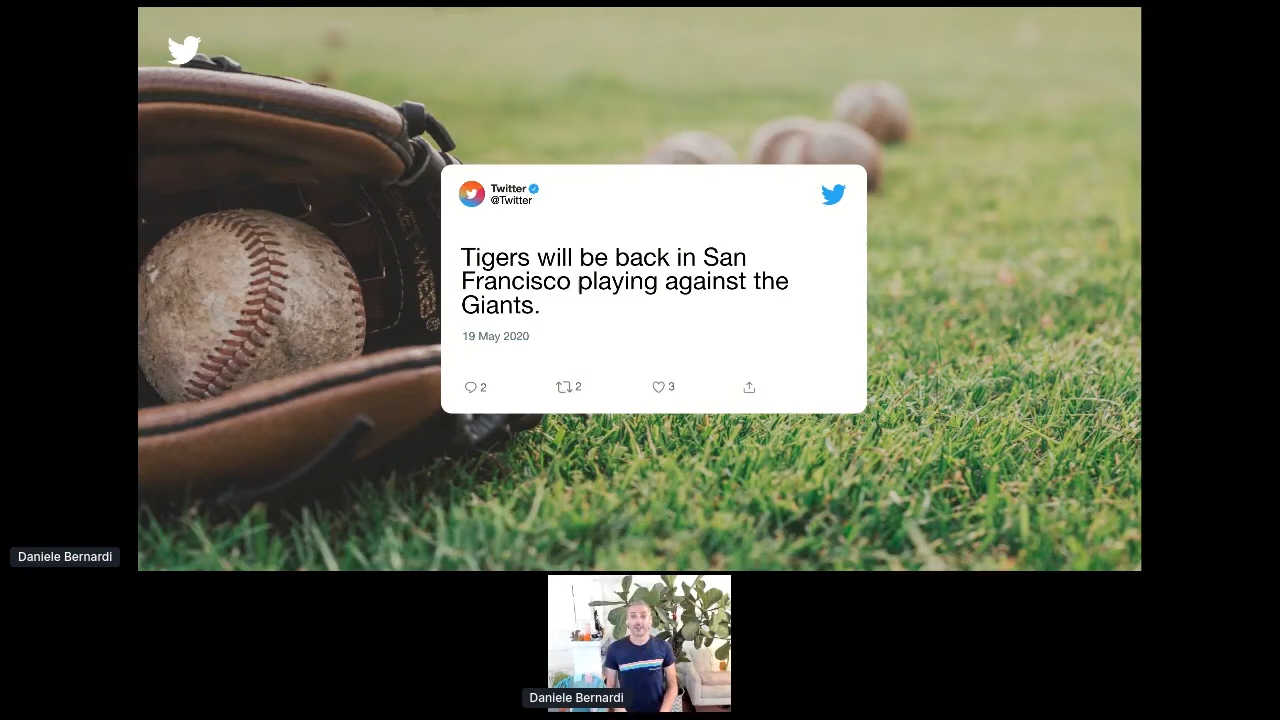 Twitter
@Twitter
Tigers will be back in San
Francisco playing against the
Giants.
19 May 2020
2
2
3
Daniele Bernardi
Daniele Bernardi